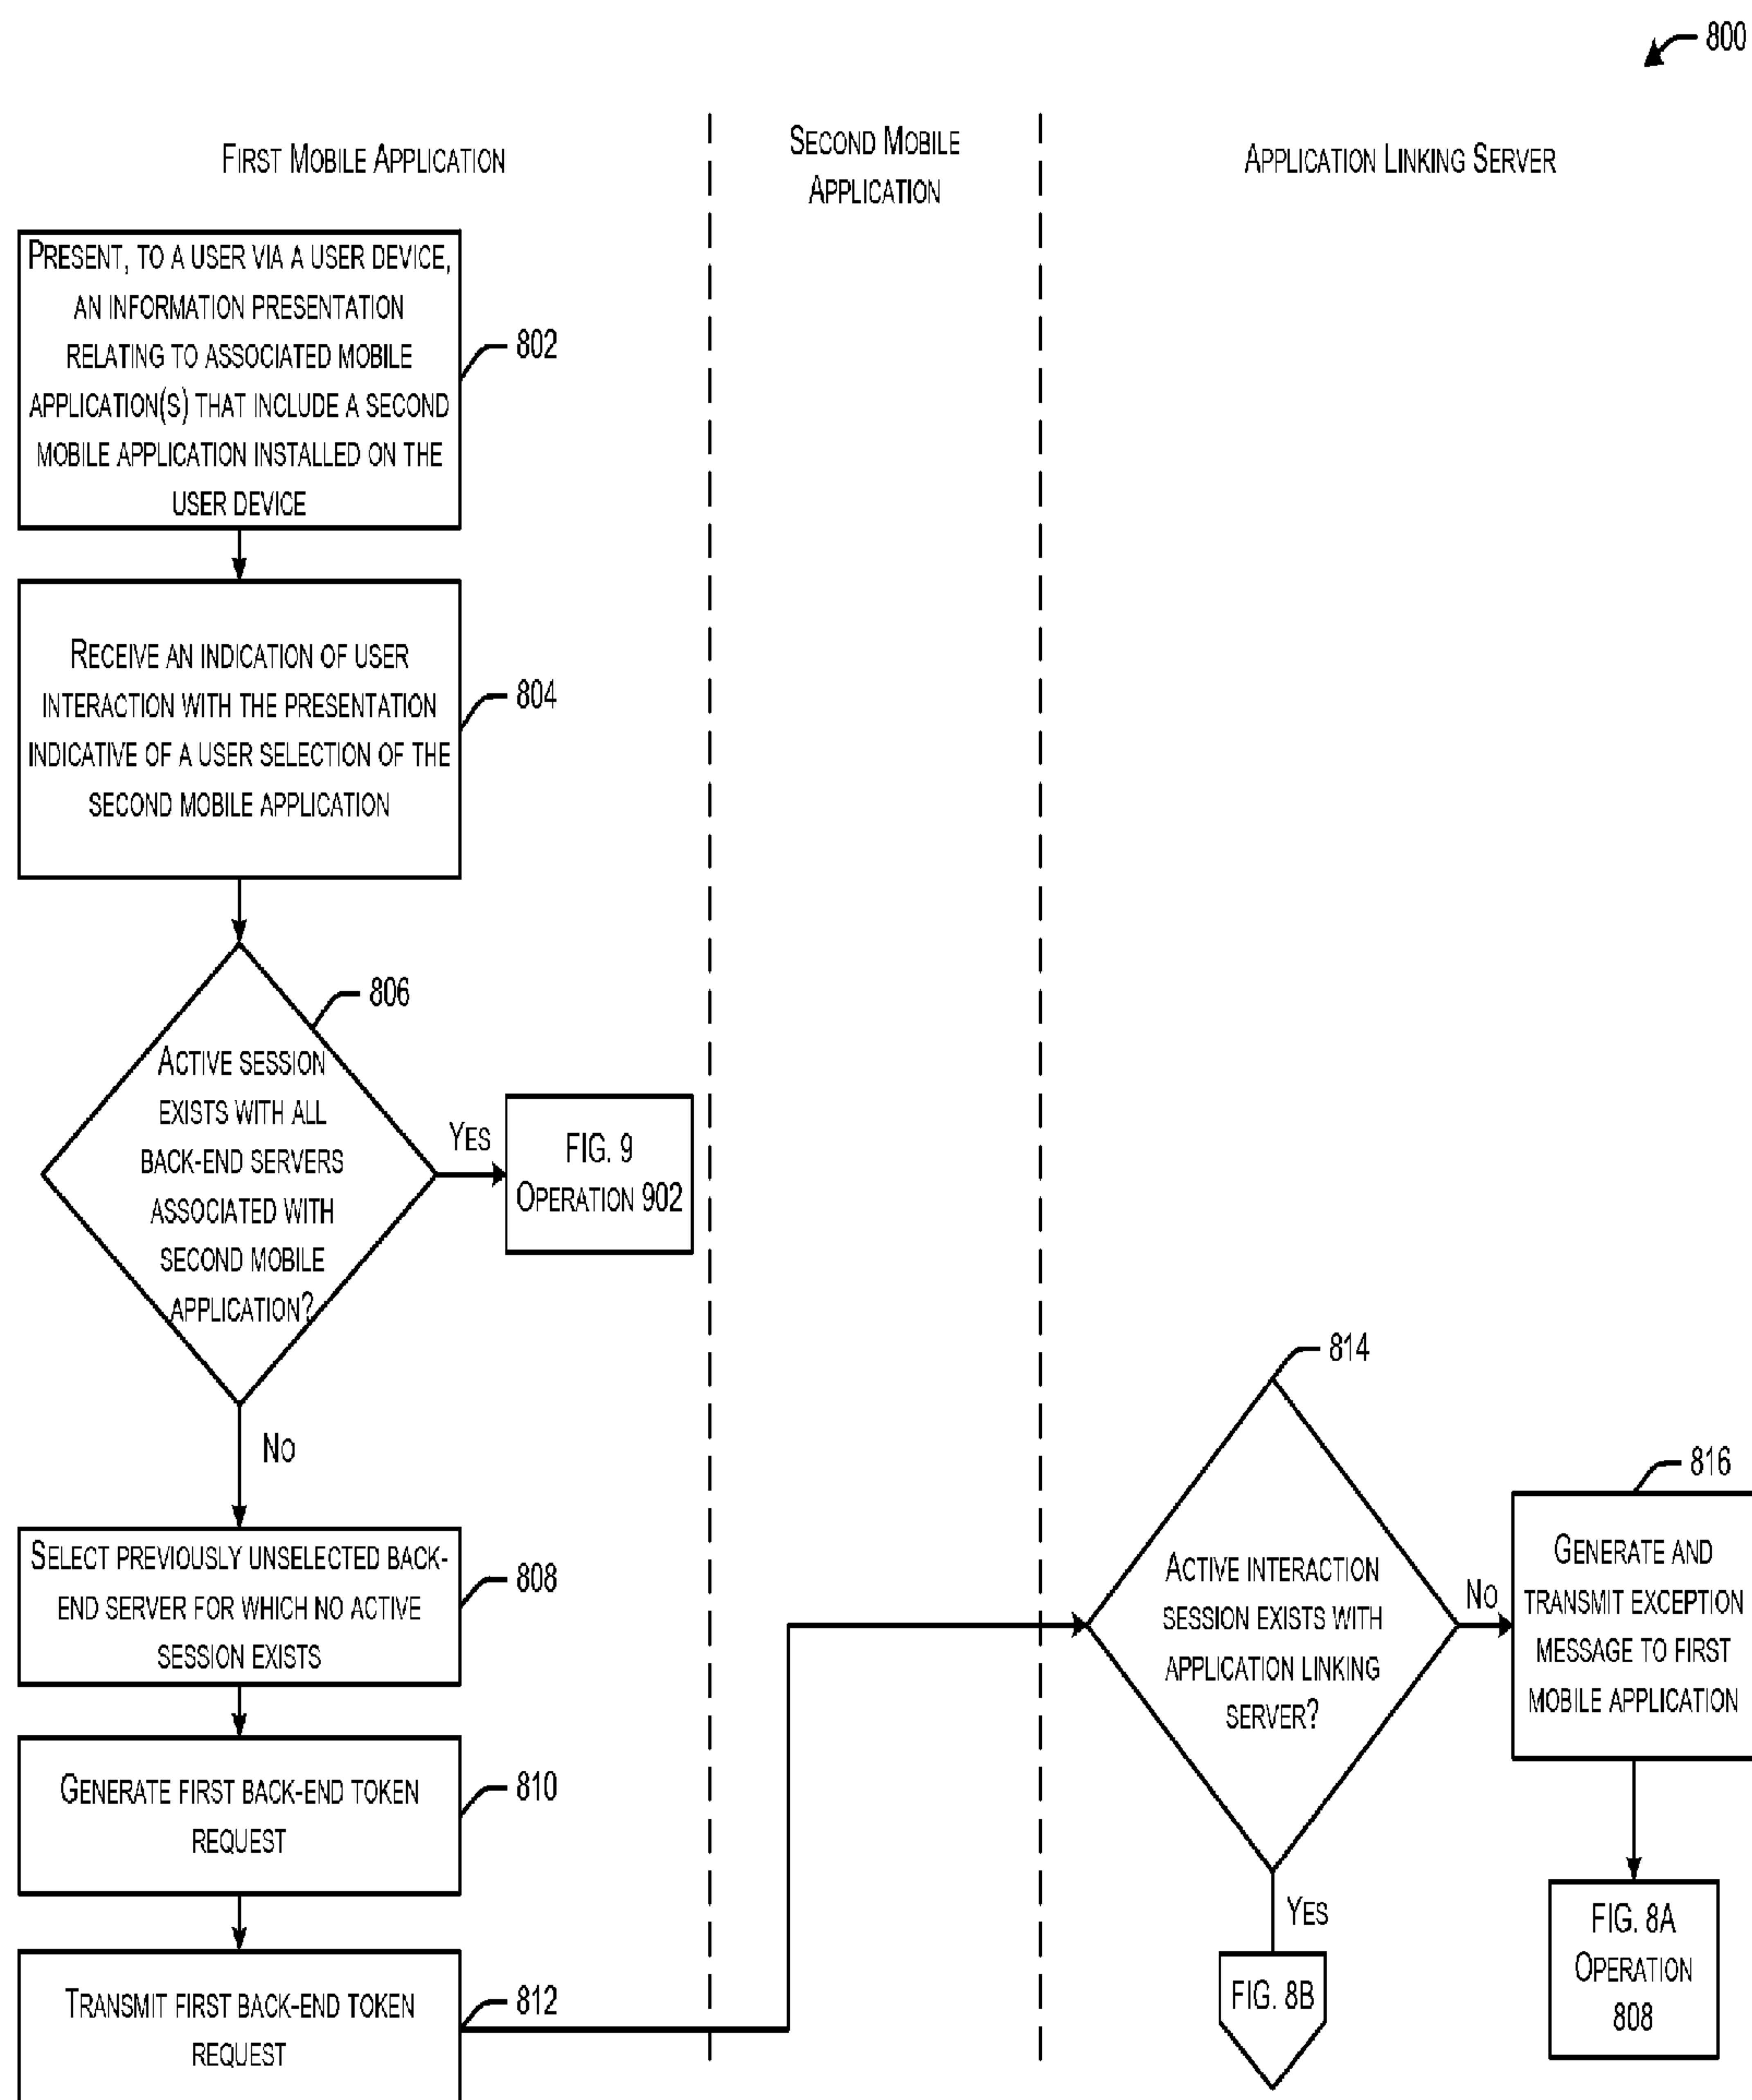 800
FIRST MOBILE APPLICATION
SECOND MOBILE
APPLICATION
APPLICATION LINKING SERVER
PRESENT, TO A USER VIA A USER DEVICE,
AN INFORMATION PRESENTATION
RELATING TO ASSOCIATED MOBILE
APPLICATION(S) THAT INCLUDE A SECOND
MOBILE APPLICATION INSTALLED ON THE
USER DEVICE
802
RECEIVE AN INDICATION OF USER
INTERACTION WITH THE PRESENTATION
INDICATIVE OF A USER SELECTION OF THE
SECOND MOBILE APPLICATION
804
806
ACTIVE SESSION
EXISTS WITH ALL
BACK-END SERVERS
ASSOCIATED WITH
SECOND MOBILE
APPLICATION?
YES
FIG. 9
OPERATION 902
NO
SELECT PREVIOUSLY UNSELECTED BACK-
END SERVER FOR WHICH NO ACTIVE
SESSION EXISTS
808
GENERATE FIRST BACK-END TOKEN
REQUEST
810
TRANSMIT FIRST BACK-END TOKEN
REQUEST
812
814
ACTIVE INTERACTION
SESSION EXISTS WITH
APPLICATION LINKING
SERVER?
NO
816
GENERATE AND
TRANSMIT EXCEPTION
MESSAGE TO FIRST
MOBILE APPLICATION
YES
FIG. 8B
FIG. 8A
OPERATION
808